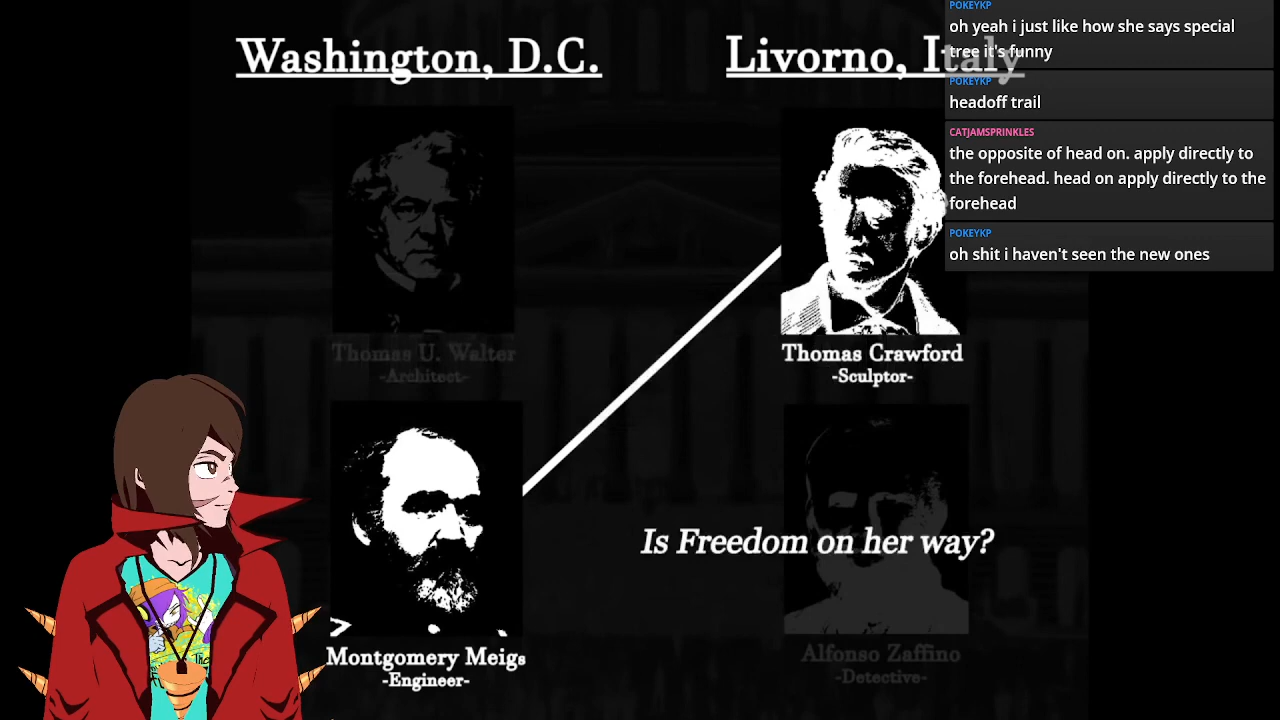 Washington, D.C.
Livorno, Italy
Thomas U. Walter
-Architect-
Thomas Crawford
-Sculptor-
Is Freedom on her way?
Montgomery Meigs
-Engineer-
Alfonso Zaffino
-Detective-
POKEYKP
oh yeah i just like how she says special
tree it's funny
POKEYKP
headoff trail
CATJAMSPRINKLES
the opposite of head on. apply directly to
the forehead. head on apply directly to the
forehead
POKEYKP
oh shit i haven't seen the new ones